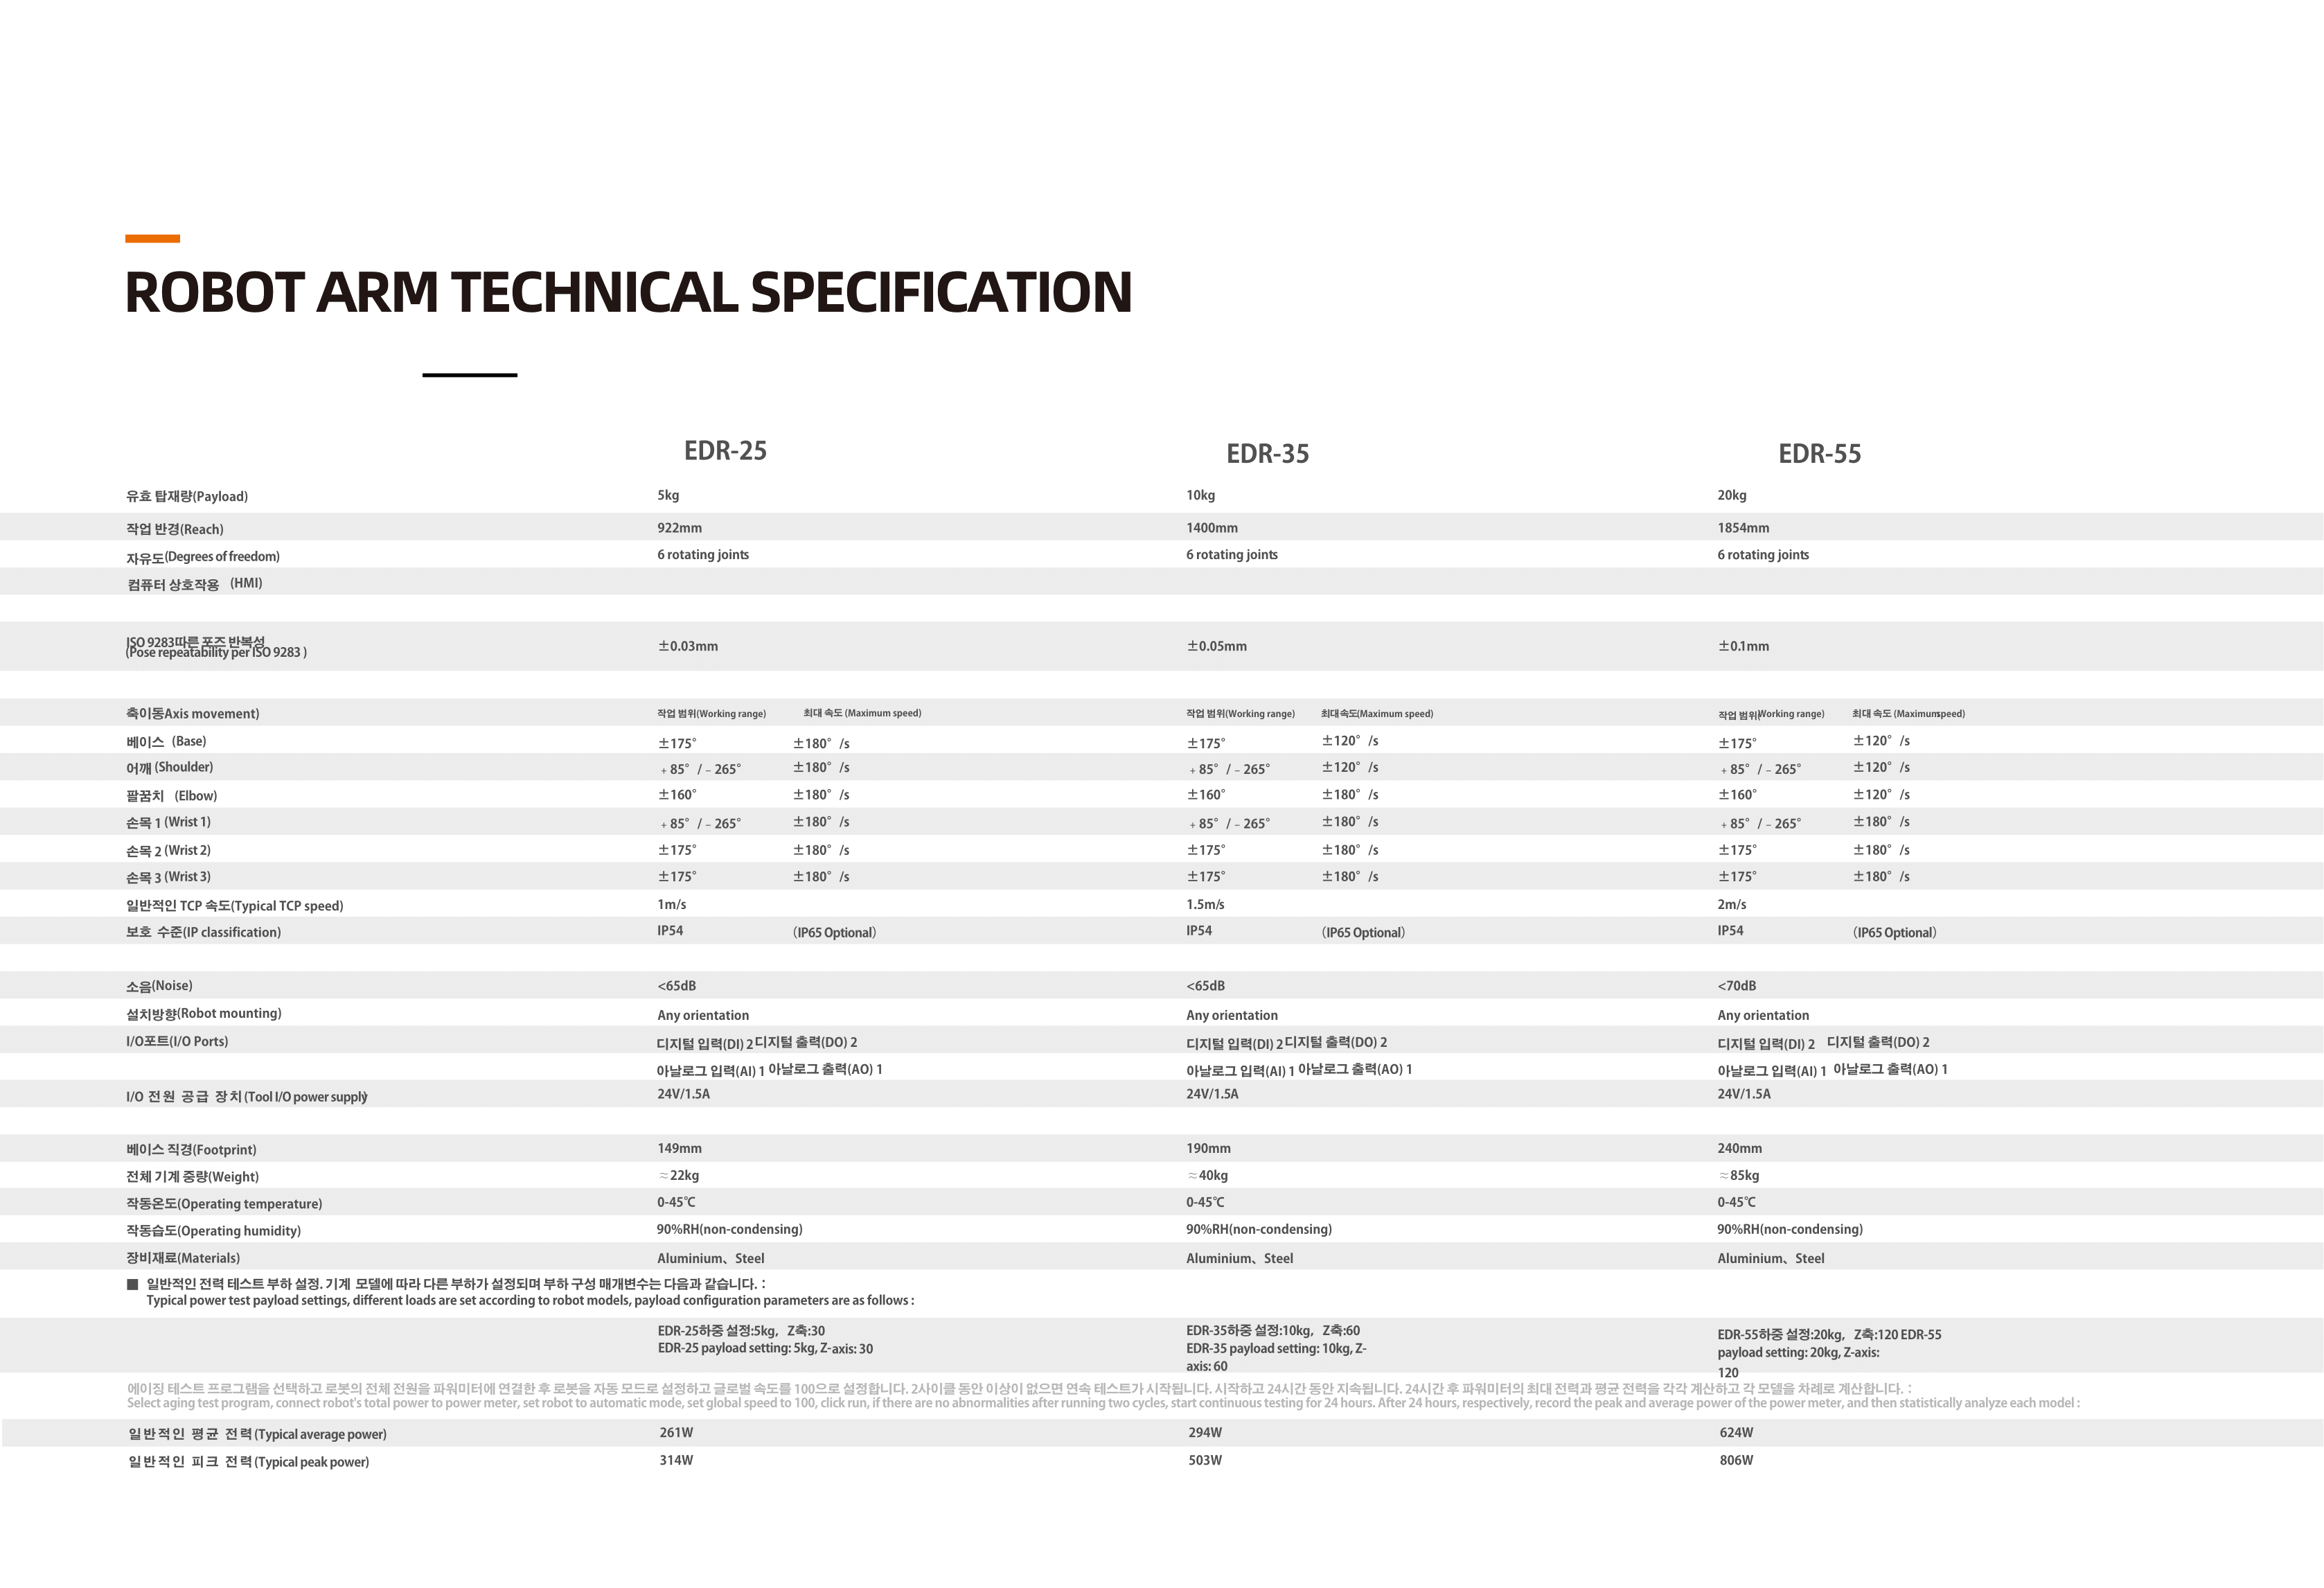 ROBOT ARM TECHNICAL SPECIFICATION
EDR-25 EDR-35 EDR-55
유효 탑재량(Payload) 5kg 10kg 20kg
작업 반경(Reach) 922mm 1400mm 1854mm
자유도(Degrees of freedom) 6 rotating joints 6 rotating joints 6 rotating joints
컴퓨터 상호작용 (HMI)
ISO 9283따른 포즈 반복성
(Pose repeatability per ISO 9283 ) ±0.03mm ±0.05mm ±0.1mm
축이동Axis movement) 작업 범위(Working range) 최대 속도 (Maximum speed) 작업 범위(Working range) 최대속도(Maximum speed) 작업 범위(Working range) 최대 속도 (Maximumspeed)
베이스 (Base) ±175° ±180° /s ±175° ±120° /s ±175° ±120° /s
어깨 (Shoulder) +85° / -265° ±180° /s +85° / -265° ±120° /s +85° / -265° ±120° /s
팔꿈치 (Elbow) ±160° ±180° /s ±160° ±180° /s ±160° ±120° /s
손목 1 (Wrist 1) +85° / -265° ±180° /s +85° / -265° ±180° /s +85° / -265° ±180° /s
손목 2 (Wrist 2) ±175° ±180° /s ±175° ±180° /s ±175° ±180° /s
손목 3 (Wrist 3) ±175° ±180° /s ±175° ±180° /s ±175° ±180° /s
일반적인 TCP 속도(Typical TCP speed) 1m/s 1.5m/s 2m/s
보호 수준(IP classification) IP54 （IP65 Optional） IP54 （IP65 Optional） IP54 （IP65 Optional）
소음(Noise) <65dB <65dB <70dB
설치방향(Robot mounting) Any orientation Any orientation Any orientation
I/O포트(I/O Ports) 디지털 입력(DI) 2 디지털 출력(DO) 2 디지털 입력(DI) 2 디지털 출력(DO) 2 디지털 입력(DI) 2 디지털 출력(DO) 2
아날로그 입력(AI) 1 아날로그 출력(AO) 1 아날로그 입력(AI) 1 아날로그 출력(AO) 1 아날로그 입력(AI) 1 아날로그 출력(AO) 1
I/O 전원 공급 장치(Tool I/O power supply) 24V/1.5A 24V/1.5A 24V/1.5A
베이스 직경(Footprint) 149mm 190mm 240mm
전체 기계 중량(Weight) ≈22kg ≈40kg ≈85kg
작동온도(Operating temperature) 0-45℃ 0-45℃ 0-45℃
작동습도(Operating humidity) 90%RH(non-condensing) 90%RH(non-condensing) 90%RH(non-condensing)
장비재료(Materials) Aluminium、Steel Aluminium、Steel Aluminium、Steel
■ 일반적인 전력 테스트 부하 설정. 기계 모델에 따라 다른 부하가 설정되며 부하 구성 매개변수는 다음과 같습니다. :
Typical power test payload settings, different loads are set according to robot models, payload configuration parameters are as follows :
EDR-25하중 설정:5kg, Z축:30 EDR-35하중 설정:10kg, Z축:60 EDR-55하중 설정:20kg, Z축:120 EDR-55
EDR-25 payload setting: 5kg, Z-axis: 30 EDR-35 payload setting: 10kg, Z- payload setting: 20kg, Z-axis:
axis: 60 120
에이징 테스트 프로그램을 선택하고 로봇의 전체 전원을 파워미터에 연결한 후 로봇을 자동 모드로 설정하고 글로벌 속도를 100으로 설정합니다. 2사이클 동안 이상이 없으면 연속 테스트가 시작됩니다. 시작하고 24시간 동안 지속됩니다. 24시간 후 파워미터의 최대 전력과 평균 전력을 각각 계산하고 각 모델을 차례로 계산합니다. :
Select aging test program, connect robot's total power to power meter, set robot to automatic mode, set global speed to 100, click run, if there are no abnormalities after running two cycles, start continuous testing for 24 hours. After 24 hours, respectively, record the peak and average power of the power meter, and then statistically analyze each model :
일반적인 평균 전력(Typical average power) 261W 294W 624W
일반적인 피크 전력(Typical peak power) 314W 503W 806W